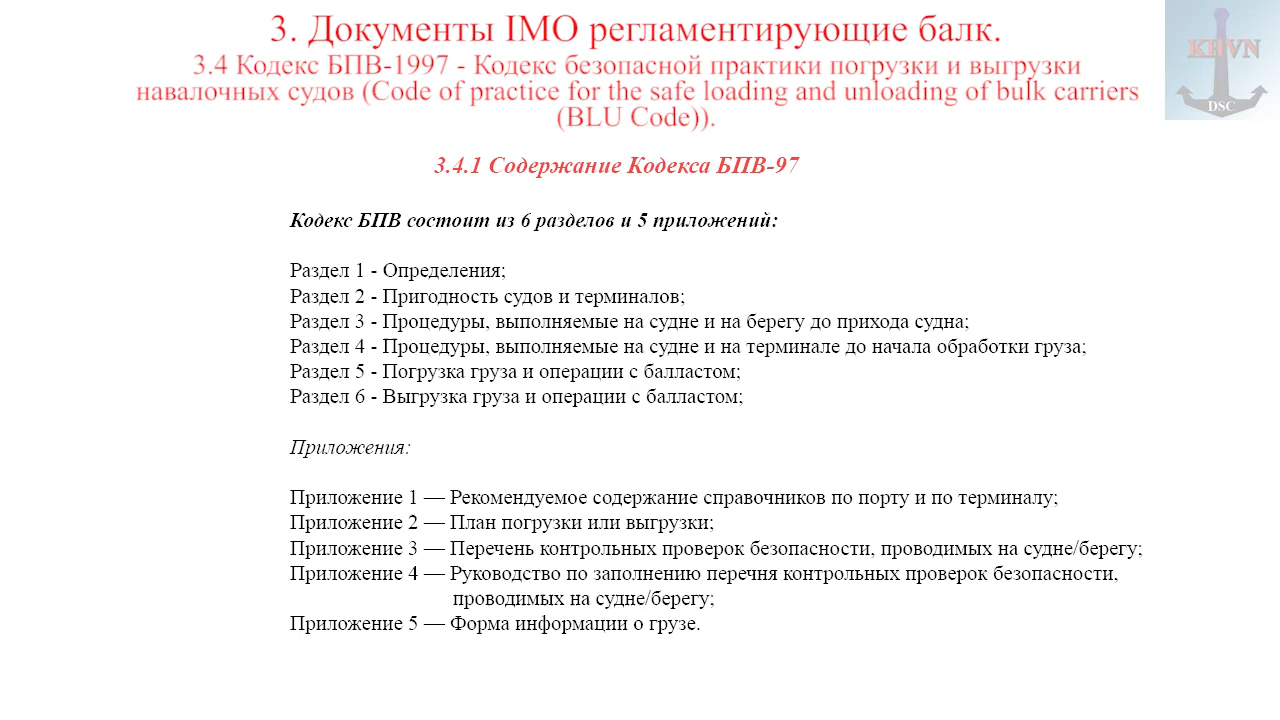 3. Документы IMO регламентирующие балк.
3.4 Кодекс БПВ-1997 - Кодекс безопасной практики погрузки и выгрузки
навалочных судов (Code of practice for the safe loading and unloading of bulk carriers
(BLU Code)).
KHVN
DSC
3.4.1 Содержание Кодекса БПВ-97
Кодекс БПВ состоит из 6 разделов и 5 приложений:
Раздел 1 - Определения;
Раздел 2 - Пригодность судов и терминалов;
Раздел 3 - Процедуры, выполняемые на судне и на берегу до прихода судна;
Раздел 4 - Процедуры, выполняемые на судне и на терминале до начала обработки груза;
Раздел 5 - Погрузка груза и операции с балластом;
Раздел 6 - Выгрузка груза и операции с балластом;
Приложения:
Приложение 1 — Рекомендуемое содержание справочников по порту и по терминалу;
Приложение 2 — План погрузки или выгрузки;
Приложение 3 — Перечень контрольных проверок безопасности, проводимых на судне/берегу;
Приложение 4 — Руководство по заполнению перечня контрольных проверок безопасности,
проводимых на судне/берегу;
Приложение 5 — Форма информации о грузе.